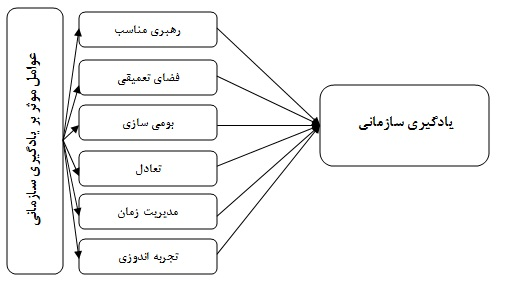 عوامل موثر بر یادگیری سازمانی
رهبری مناسب
فضای تعمیقی
بومی سازی
تعادل
مدیریت زمان
تجربه اندوزی
یادگیری سازمانی